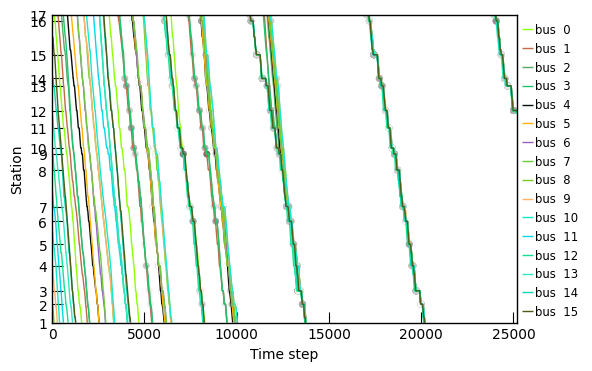 17
16
15
14
13
12
11
10
9
8
7
6
5
4
3
2
1
Station
0 5000 10000 15000 20000 25000
Time step
bus 0
bus 1
bus 2
bus 3
bus 4
bus 5
bus 6
bus 7
bus 8
bus 9
bus 10
bus 11
bus 12
bus 13
bus 14
bus 15